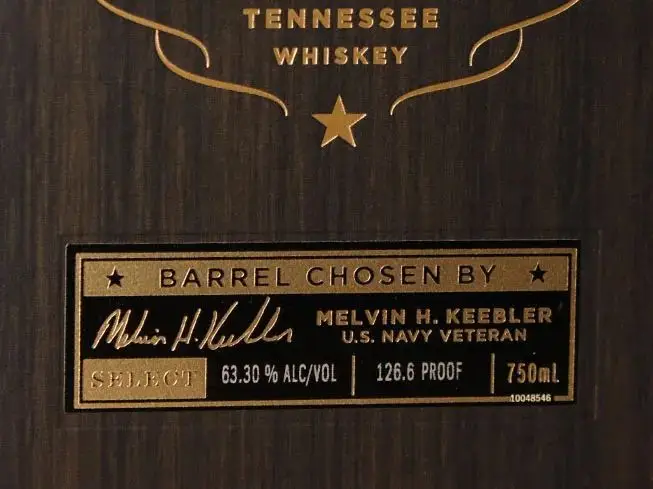 TENNESSEE
WHISKEY
BARREL CHOSEN BY
Melvin H. Keebler
MELVIN H. KEEBLER
U.S. NAVY VETERAN
SELECT 63.30 % ALC/VOL 126.6 PROOF 750mL
10048546